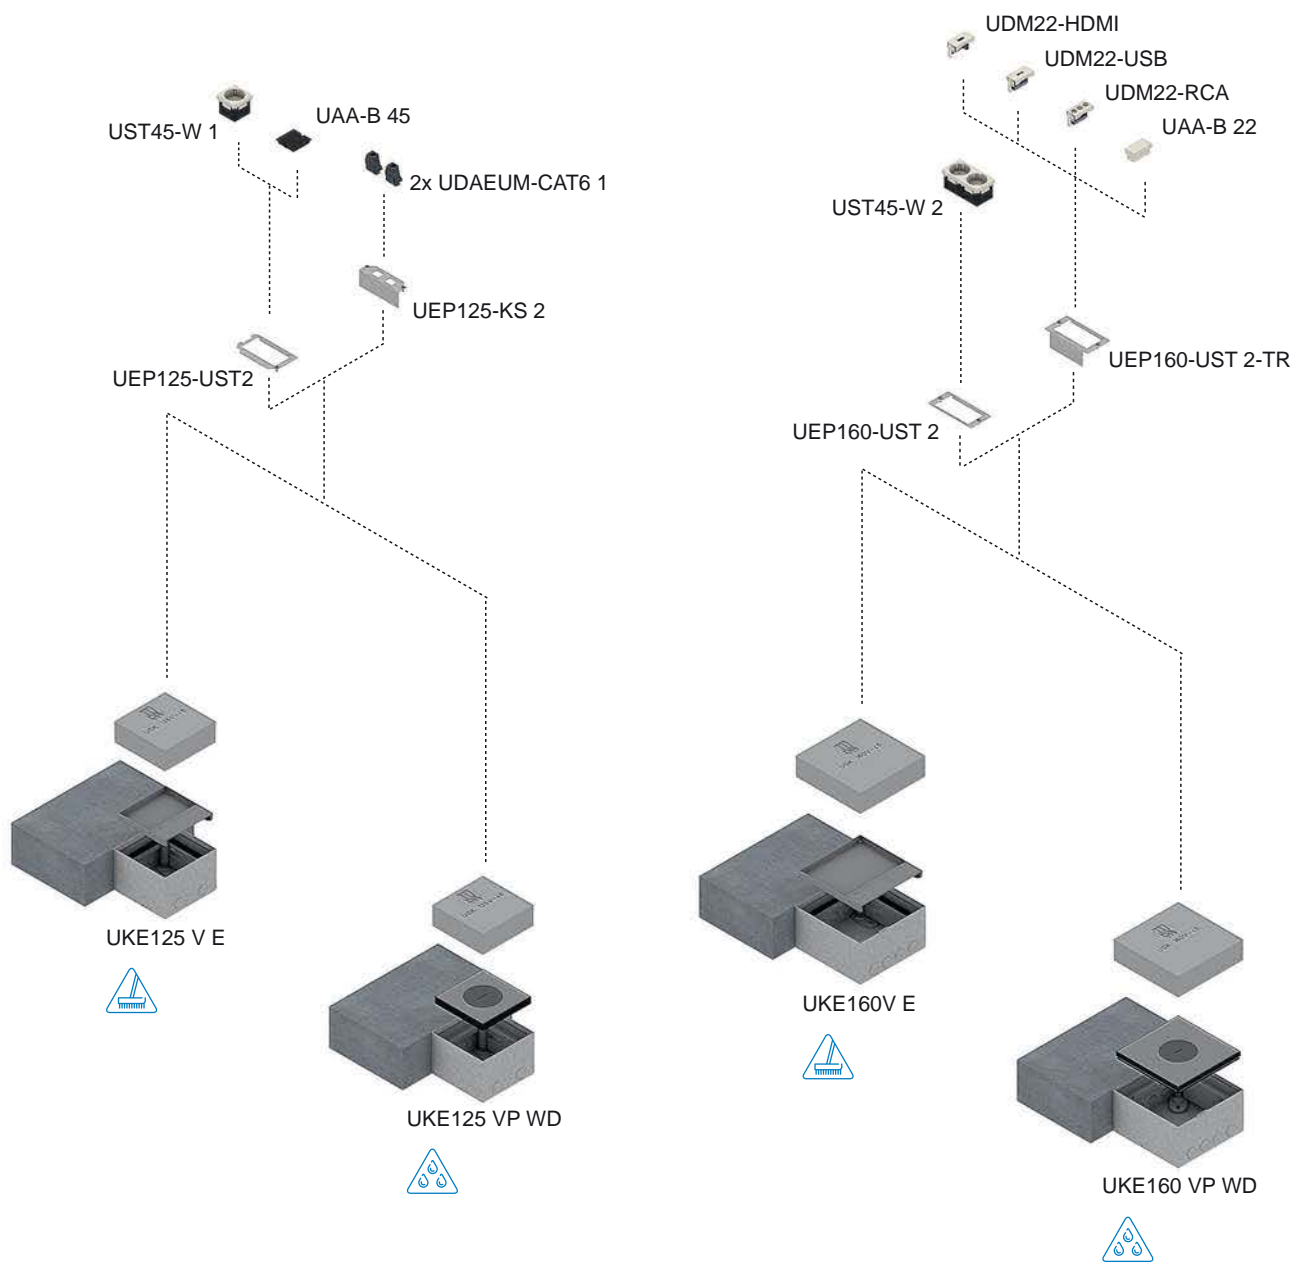 UST45-W 1
UAA-B 45
2x UDAEUM-CAT6 1
UEP125-KS 2
UEP125-UST2
UKE125 V E
UKE125 VP WD
UDM22-HDMI
UDM22-USB
UDM22-RCA
UAA-B 22
UST45-W 2
UEP160-UST 2-TR
UEP160-UST 2
UKE160V E
UKE160 VP WD